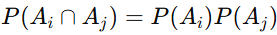 P(A_i ∩ A_j) = P(A_i)P(A_j)